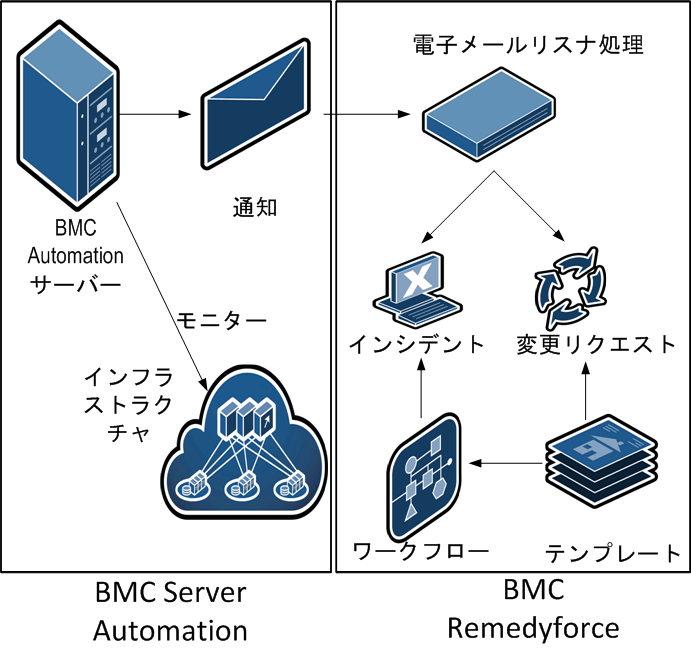 BMC
Automation
サーバー
通知
モニター
インフラ
ストラク
チャ
BMC Server
Automation
電子メールリスナ処理
インシデント
変更リクエスト
ワークフロー
テンプレート
BMC
Remedyforce